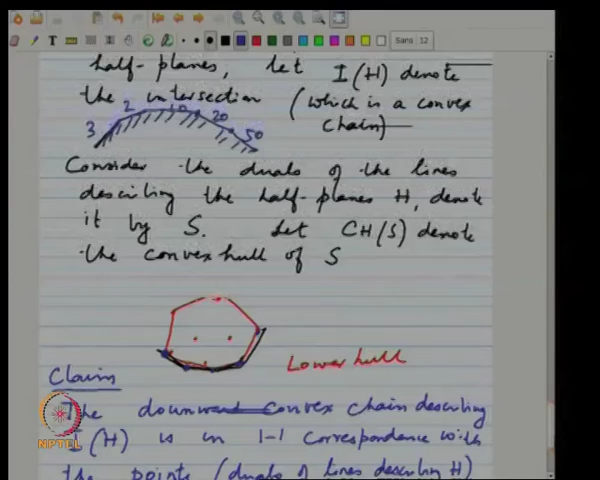 Sans 12
half-planes, let I(H) denote
the intersection (which is a convex
chain)
3 2 10 20 50
Consider the duals of the lines
describing the half-planes H, denote
it by S. Let CH(S) denote
the convex hull of S
Lower hull
Claim
The downward convex chain describing
I(H) is in 1-1 correspondence with
the points (duals of lines describing H)
NPTEL